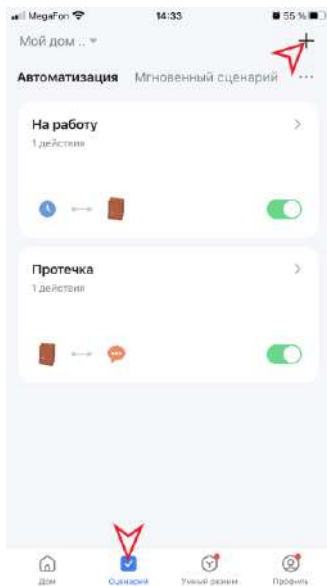 MegaFon 14:33 55 %
Мой дом ..
Автоматизация Мгновенный сценарий ...
На работу
1 действия
Протечка
1 действия
Дом Сценарий Умный разным Профиль